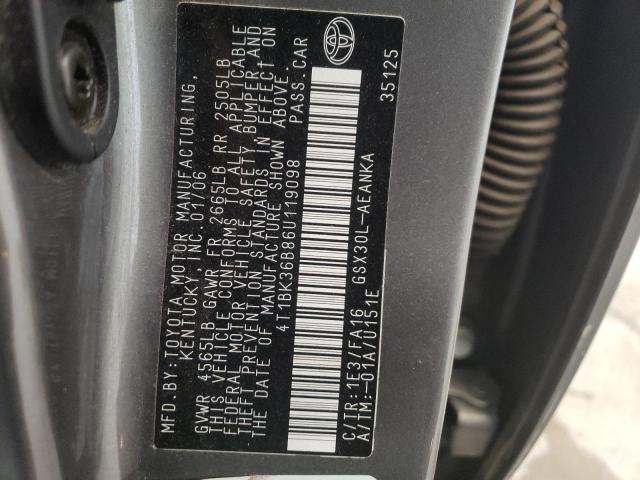 MFD.BY:TOYOTA MOTOR MANUFACTURING,
KENTUCKY, INC. 01/06
GVWR 4565LB GAWR FR 2665LB RR 2505LB
THIS VEHICLE CONFORMS TO ALL APPLICABLE
FEDERAL MOTOR VEHICLE SAFETY, BUMPER, AND
THEFT PREVENTION STANDARDS IN EFFECT ON
THE DATE OF MANUFACTURE SHOWN ABOVE.
4T1BK36B86U119098 PASS.CAR
C/TR:1E3/FA16 GSX30L-AEANKA
A/TM:-01A/U151E 35125